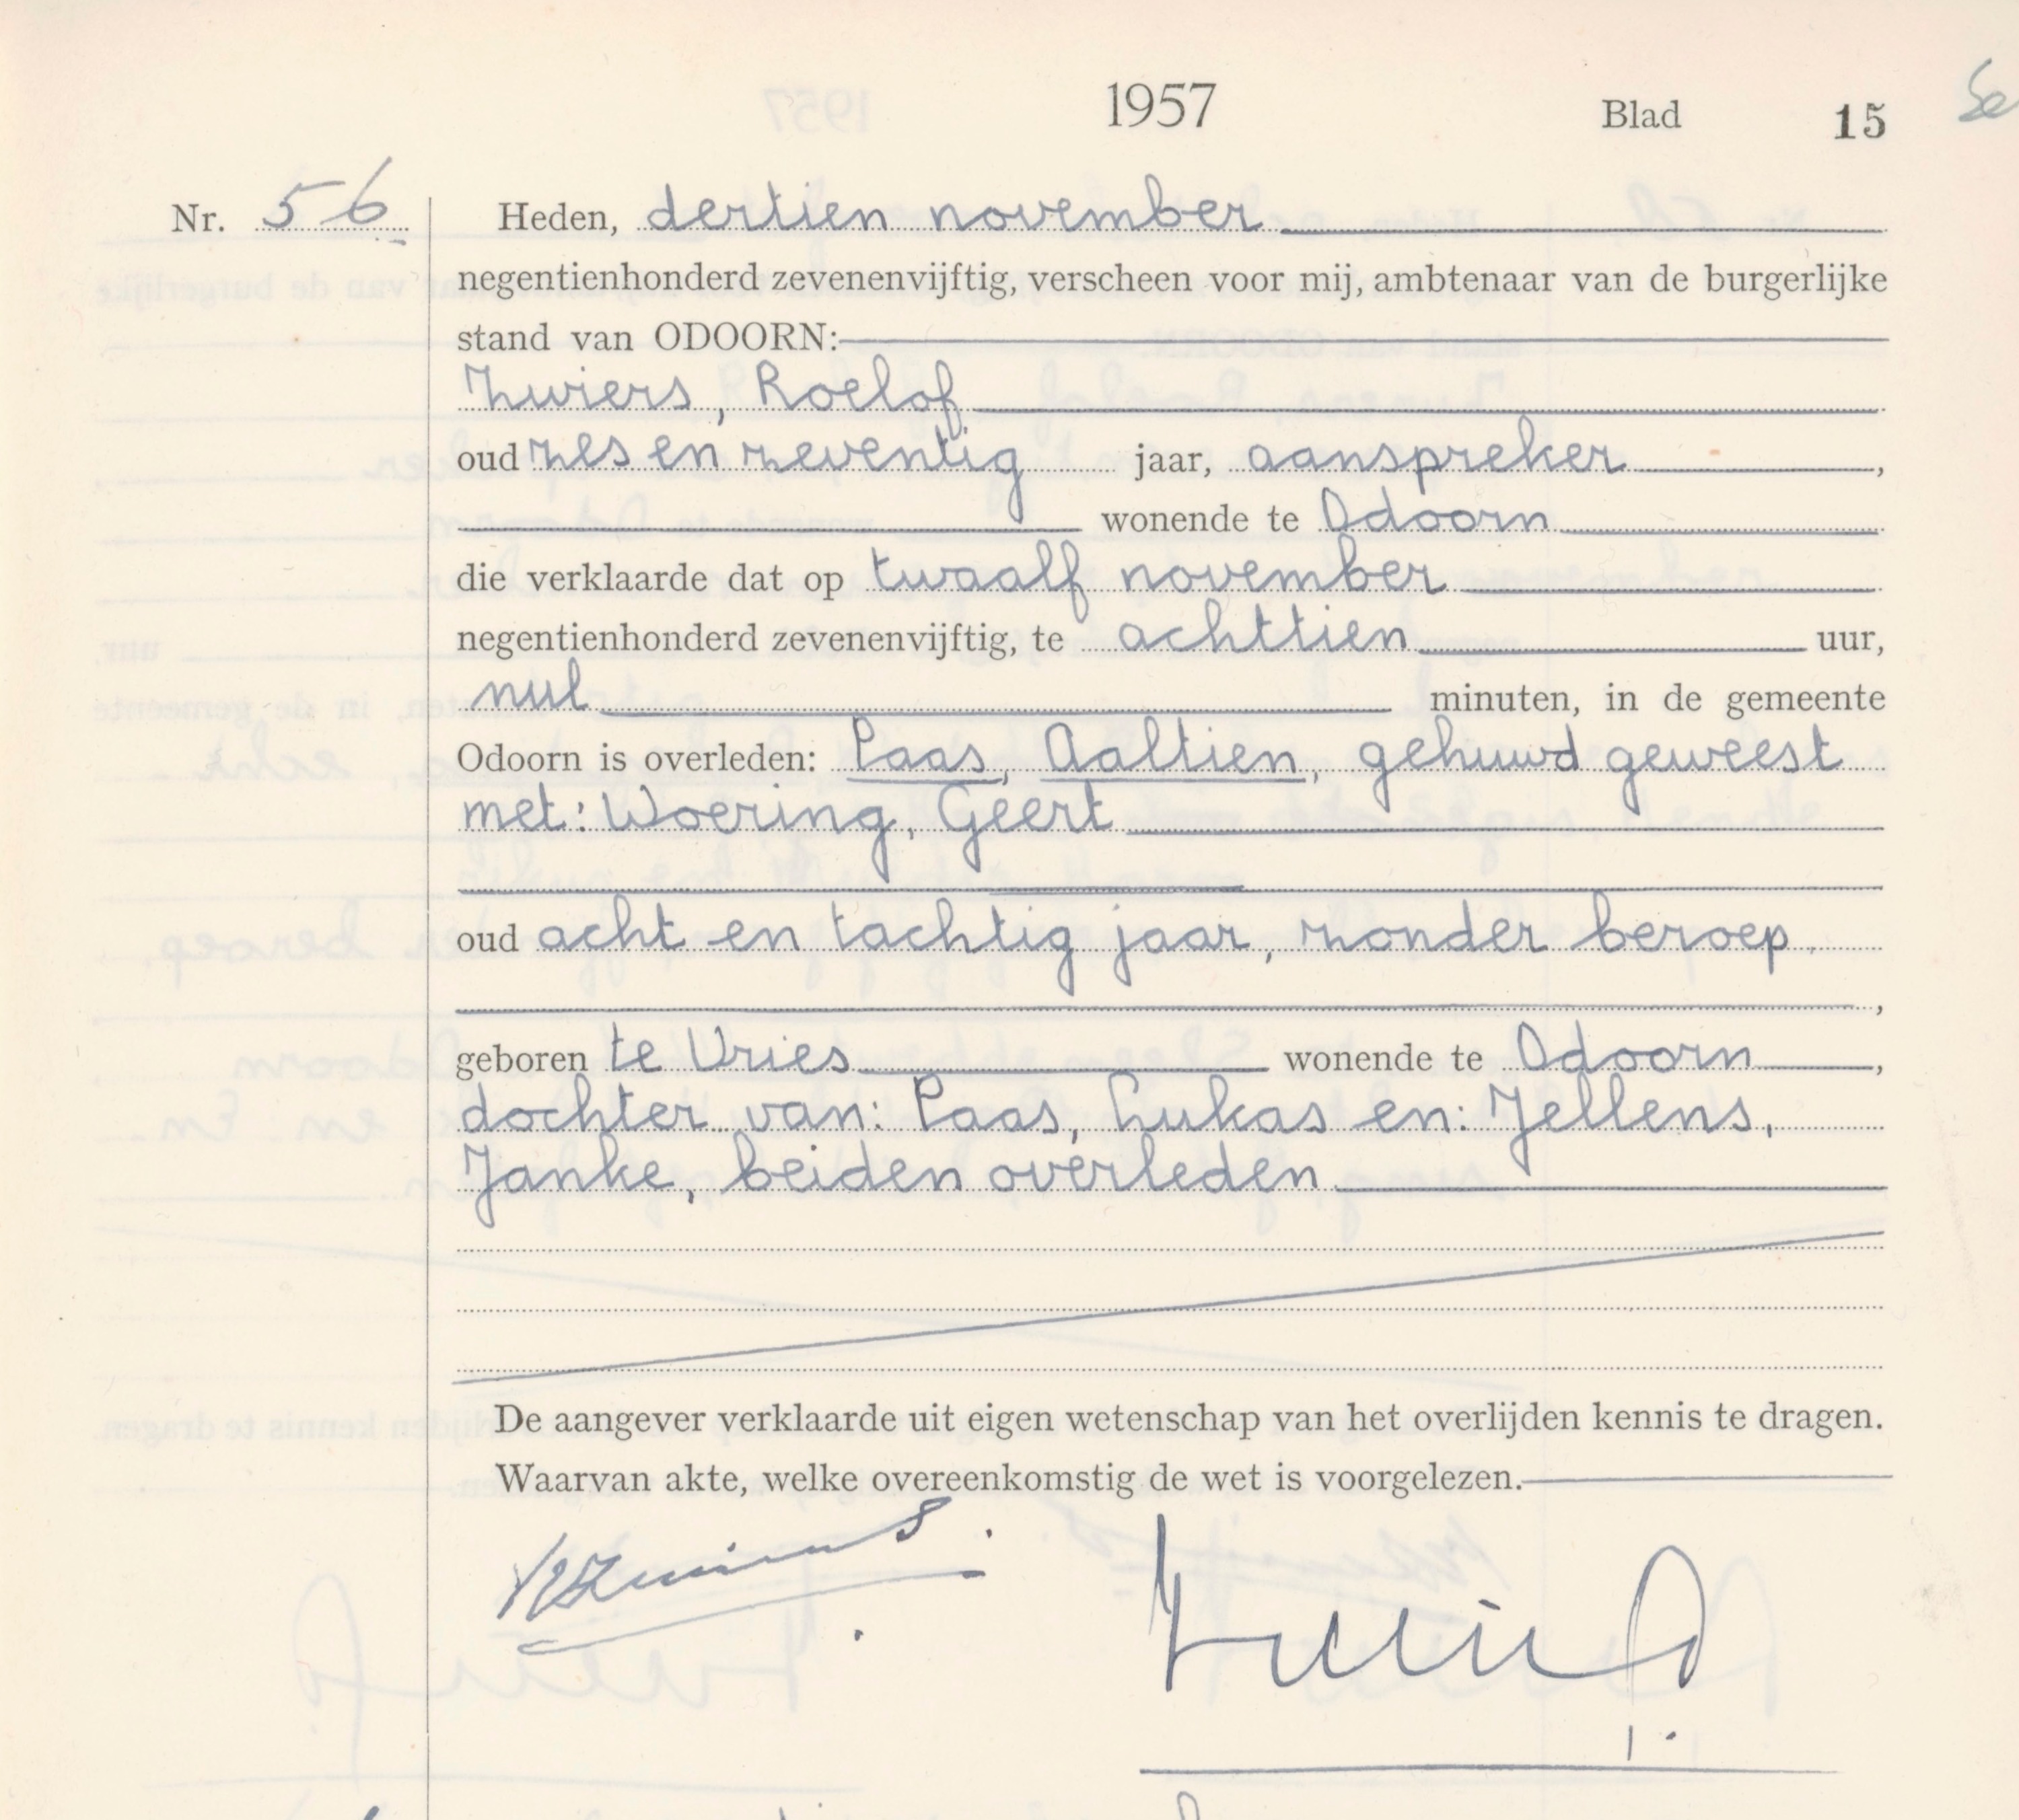 1957 Blad 15
Nr. 56 Heden, dertien november
negentienhonderd zevenenvijftig, verscheen voor mij, ambtenaar van de burgerlijke
stand van ODOORN:
Zwiers, Roelof
oud zes en zeventig jaar, aanspreker,
wonende te Odoorn
die verklaarde dat op twaalf november
negentienhonderd zevenenvijftig, te achttien uur,
nul minuten, in de gemeente
Odoorn is overleden: Paas, Aaltien, gehuwd geweest
met: Woering, Geert
oud acht en tachtig jaar, zonder beroep,
,
geboren te Vries wonende te Odoorn,
dochter van: Paas, Lukas en: Jellens,
Janke, beiden overleden
De aangever verklaarde uit eigen wetenschap van het overlijden kennis te dragen.
Waarvan akte, welke overeenkomstig de wet is voorgelezen.
RZwiers.